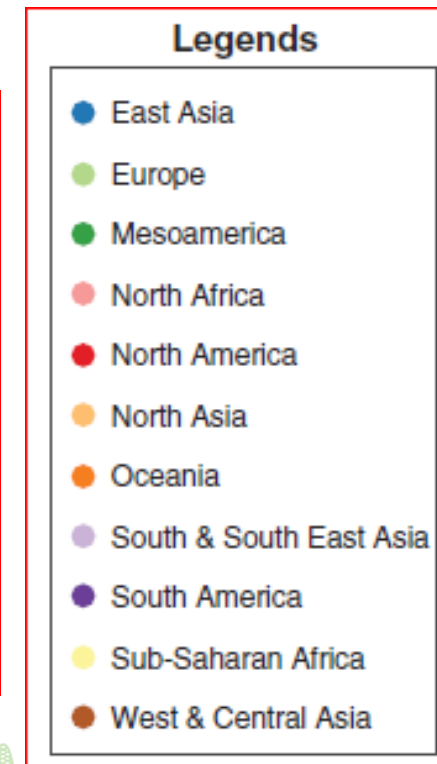 Legends
East Asia
Europe
Mesoamerica
North Africa
North America
North Asia
Oceania
South & South East Asia
South America
Sub-Saharan Africa
West & Central Asia